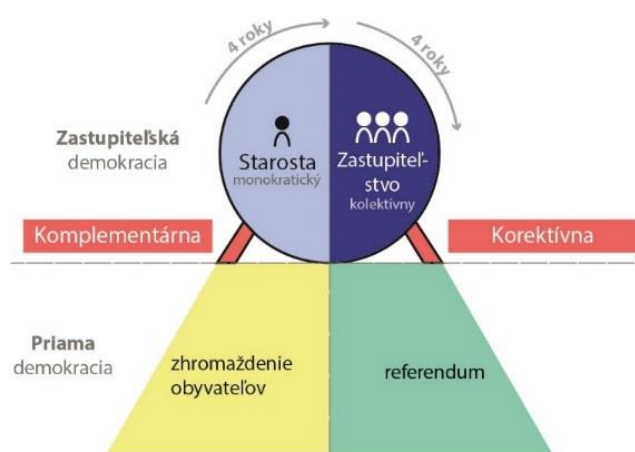 4 roky
4 roky
Zastupiteľská
demokracia
Starosta
monokratický
Zastupiteľ-
stvo
kolektívny
Komplementárna
Korektívna
Priama
demokracia
zhromaždenie
obyvateľov
referendum